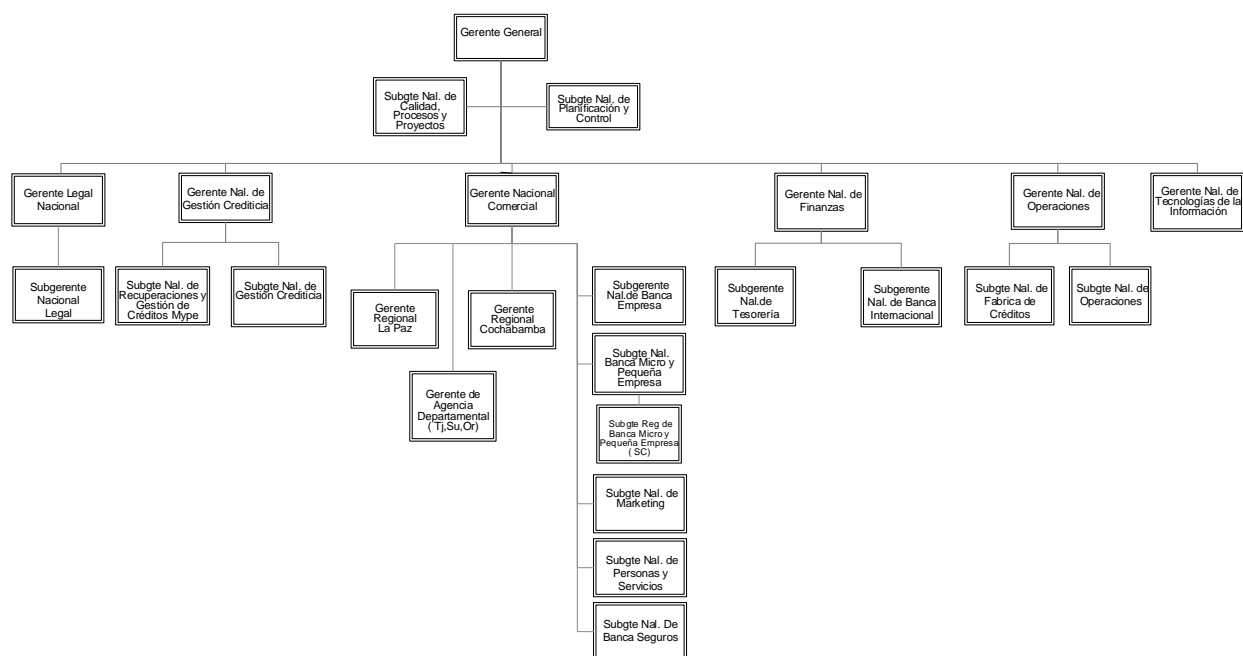 Gerente General
Subgte Nal. de
Calidad,
Procesos y
Proyectos
Subgte Nal. de
Planificación y
Control
Gerente Legal
Nacional
Gerente Nal. de
Gestión Crediticia
Gerente Nacional
Comercial
Gerente Nal. de
Finanzas
Gerente Nal. de
Operaciones
Gerente Nal. de
Tecnologías de la
Información
Subgerente
Nacional
Legal
Subgte Nal. de
Recuperaciones y
Gestión de
Créditos Mype
Subgte Nal. de
Gestión Crediticia
Gerente
Regional
La Paz
Gerente
Regional
Cochabamba
Gerente de
Agencia
Departamental
( Tj,Su,Or)
Subgerente
Nal.de Banca
Empresa
Subgte Nal.
Banca Micro y
Pequeña
Empresa
Subgte Reg de
Banca Micro y
Pequeña Empresa
( SC)
Subgte Nal. de
Marketing
Subgte Nal. de
Personas y
Servicios
Subgte Nal. De
Banca Seguros
Subgerente
Nal.de
Tesorería
Subgerente
Nal. de Banca
Internacional
Subgte Nal. de
Fabrica de
Créditos
Subgte Nal. de
Operaciones